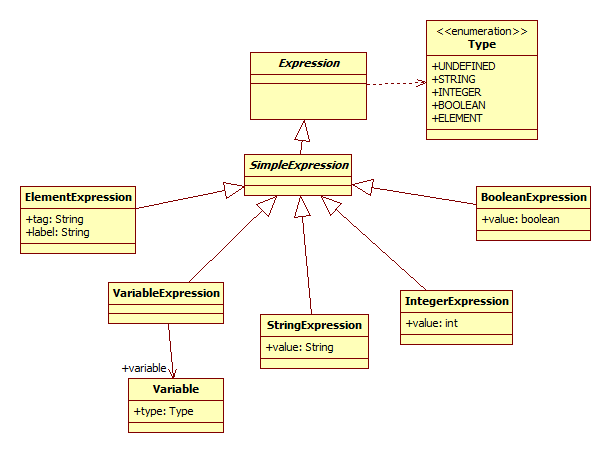 <<enumeration>>
Type
+UNDEFINED
+STRING
+INTEGER
+BOOLEAN
+ELEMENT
Expression
SimpleExpression
ElementExpression
+tag: String
+label: String
BooleanExpression
+value: boolean
VariableExpression
StringExpression
+value: String
IntegerExpression
+value: int
+variable
Variable
+type: Type